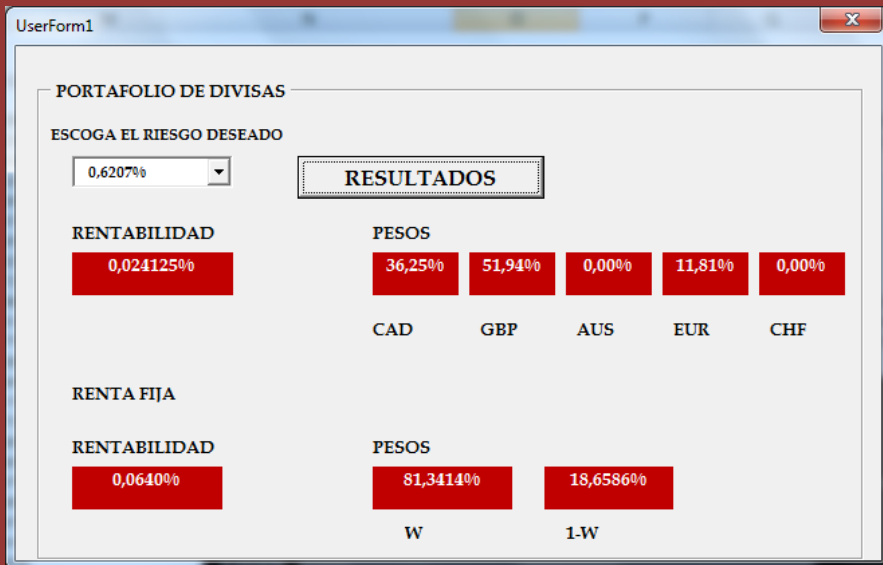 UserForm1
PORTAFOLIO DE DIVISAS
ESCOGA EL RIESGO DESEADO
0,6207%
RESULTADOS
RENTABILIDAD PESOS
0,024125% 36,25% 51,94% 0,00% 11,81% 0,00%
CAD GBP AUS EUR CHF
RENTA FIJA
RENTABILIDAD PESOS
0,0640% 81,3414% 18,6586%
W 1-W